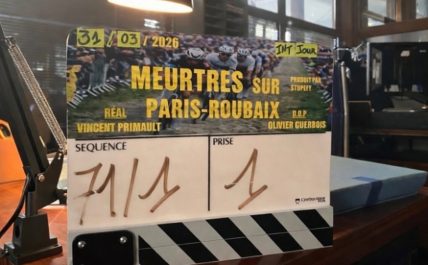 31/03/2026
INT JOUR
MEURTRES SUR
PARIS-ROUBAIX
PRODUIT PAR
STUPEFY
RÉAL
VINCENT PRIMAULT
D.O.P
OLIVIER GUERBOIS
SEQUENCE
PRISE
71/1
1